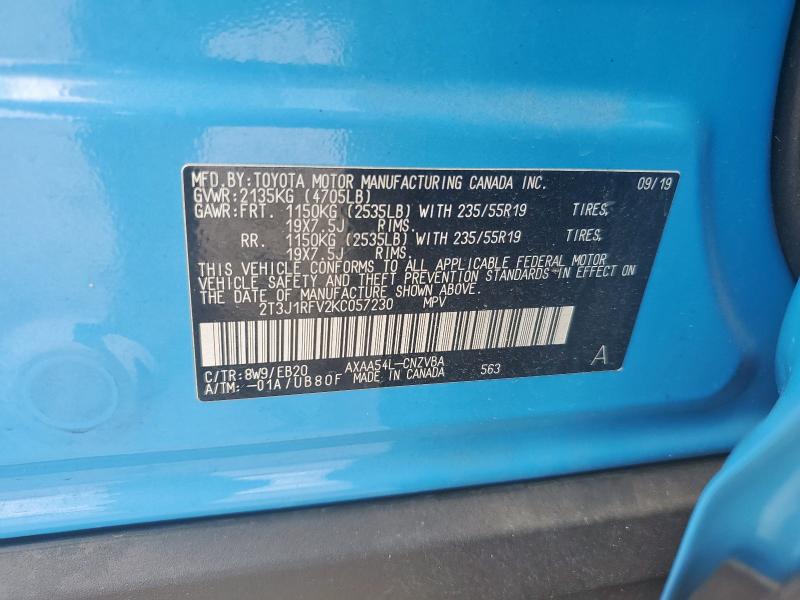 MFD.BY:TOYOTA MOTOR MANUFACTURING CANADA INC. 09/19
GVWR:2135KG (4705LB)
GAWR:FRT. 1150KG (2535LB) WITH 235/55R19 TIRES,
19X7.5J RIMS.
RR. 1150KG (2535LB) WITH 235/55R19 TIRES,
19X7.5J RIMS.
THIS VEHICLE CONFORMS TO ALL APPLICABLE FEDERAL MOTOR
VEHICLE SAFETY AND THEFT PREVENTION STANDARDS IN EFFECT ON
THE DATE OF MANUFACTURE SHOWN ABOVE.
2T3J1RFV2KC057230 MPV
C/TR:8W9/EB20 AXAA54L-CNZVBA 563 A
A/TM:-01A/UB80F MADE IN CANADA